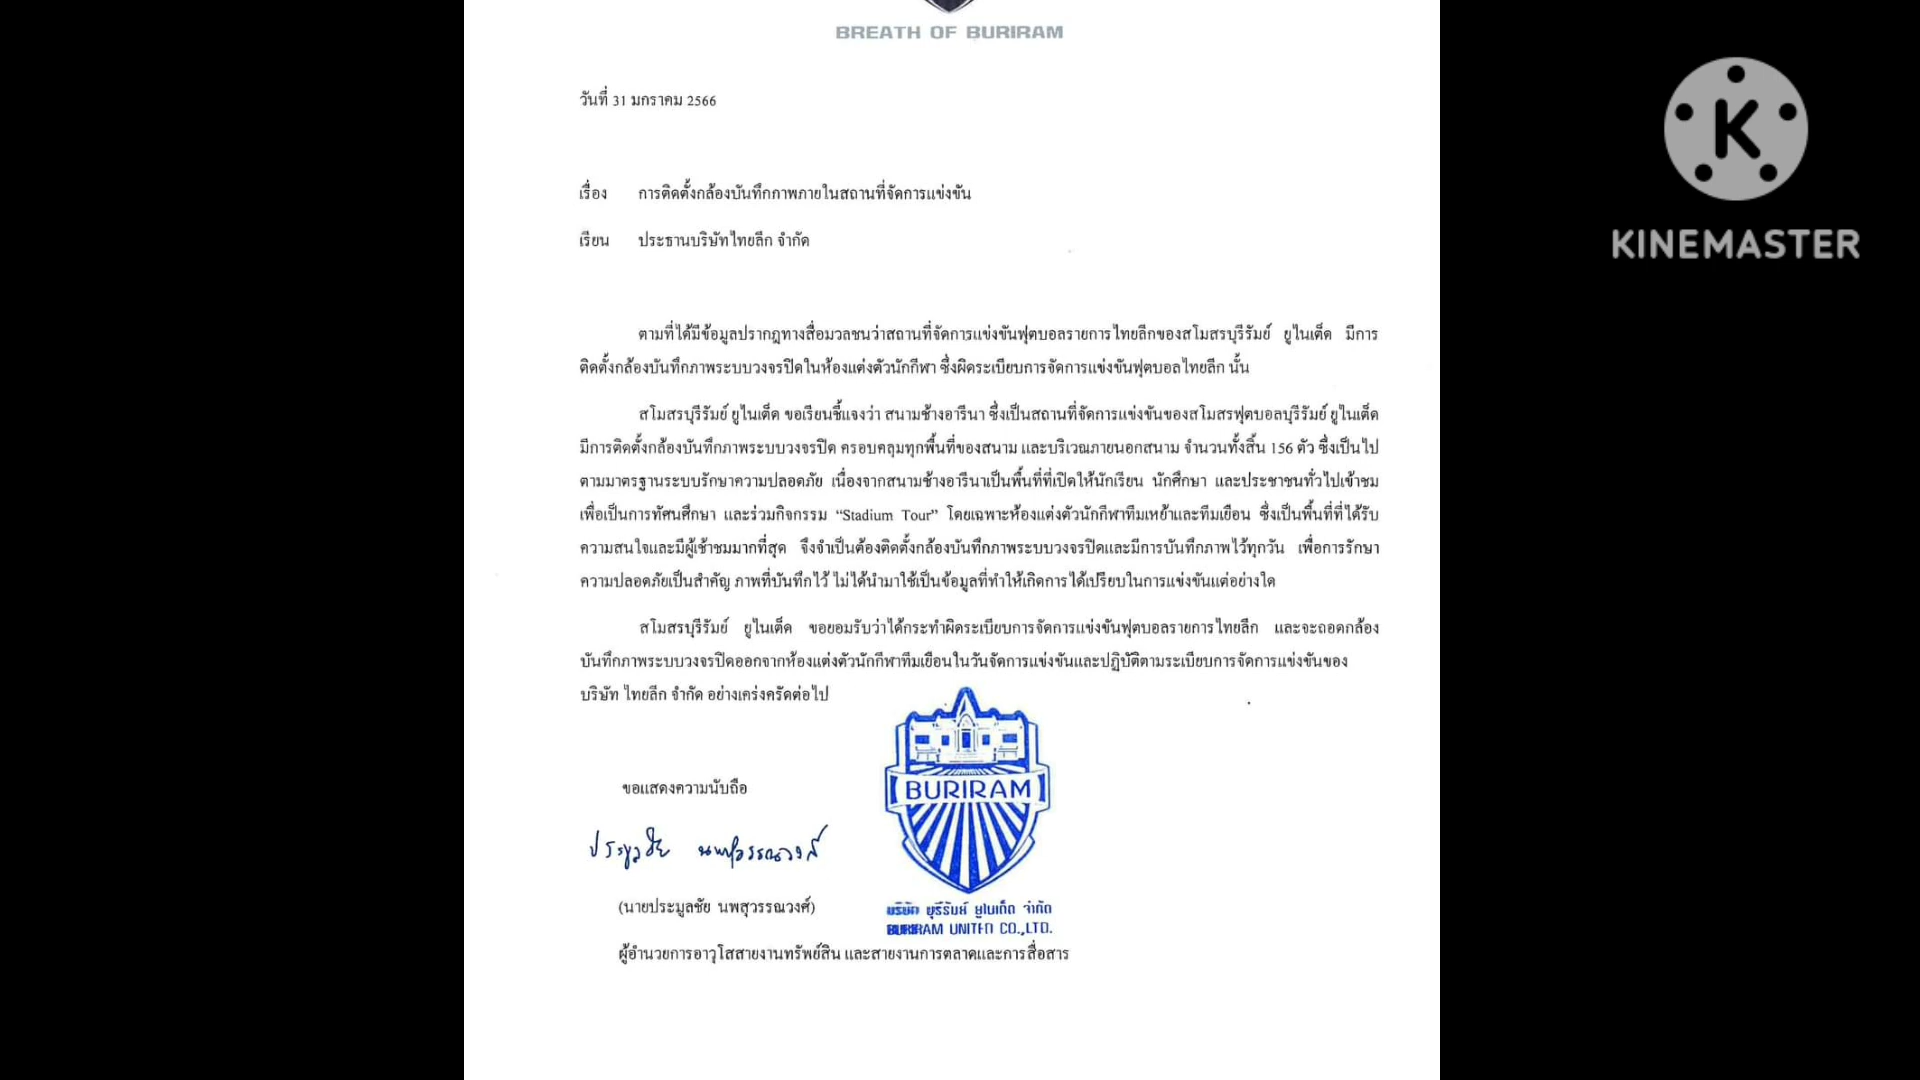 BREATH OF BURIRAM
วันที่ 31 มกราคม 2566
เรื่อง การติดตั้งกล้องบันทึกภาพภายในสถานที่จัดการแข่งขัน
เรียน ประธานบริษัทไทยลีก จำกัด
ตามที่ได้มีข้อมูลปรากฎทางสื่อมวลชนว่าสถานที่จัดการแข่งขันฟุตบอลรายการไทยลีกของสโมสรบุรีรัมย์ ยูไนเต็ด มีการ
ติดตั้งกล้องบันทึกภาพระบบวงจรปิดในห้องแต่งตัวนักกีฬา ซึ่งผิดระเบียบการจัดการแข่งขันฟุตบอลไทยลีก นั้น
สโมสรบุรีรัมย์ ยูไนเต็ด ขอเรียนชี้แจงว่า สนามช้างอารีนา ซึ่งเป็นสถานที่จัดการแข่งขันของสโมสรฟุตบอลบุรีรัมย์ ยูไนเต็ด
มีการติดตั้งกล้องบันทึกภาพระบบวงจรปิด ครอบคลุมทุกพื้นที่ของสนาม และบริเวณภายนอกสนาม จำนวนทั้งสิ้น 156 ตัว ซึ่งเป็นไป
ตามมาตรฐานระบบรักษาความปลอดภัย เนื่องจากสนามช้างอารีนาเป็นพื้นที่ที่เปิดให้นักเรียน นักศึกษา และประชาชนทั่วไปเข้าชม
เพื่อเป็นการทัศนศึกษา และร่วมกิจกรรม “Stadium Tour” โดยเฉพาะห้องแต่งตัวนักกีฬาทีมเหย้าและทีมเยือน ซึ่งเป็นพื้นที่ที่ได้รับ
ความสนใจและมีผู้เข้าชมมากที่สุด จึงจำเป็นต้องติดตั้งกล้องบันทึกภาพระบบวงจรปิดและมีการบันทึกภาพไว้ทุกวัน เพื่อการรักษา
ความปลอดภัยเป็นสำคัญ ภาพที่บันทึกไว้ ไม่ได้นำมาใช้เป็นข้อมูลที่ทำให้เกิดการได้เปรียบในการแข่งขันแต่อย่างใด
สโมสรบุรีรัมย์ ยูไนเต็ด ขอยอมรับว่าได้กระทำผิดระเบียบการจัดการแข่งขันฟุตบอลรายการไทยลีก และจะถอดกล้อง
บันทึกภาพระบบวงจรปิดออกจากห้องแต่งตัวนักกีฬาทีมเยือนในวันจัดการแข่งขันและปฏิบัติตามระเบียบการจัดการแข่งขันของ
บริษัท ไทยลีก จำกัด อย่างเคร่งครัดต่อไป
ขอแสดงความนับถือ
ประมูลชัย นพสุวรรณวงศ์
(นายประมูลชัย นพสุวรรณวงศ์)
ผู้อำนวยการอาวุโสสายงานทรัพย์สิน และสายงานการตลาดและการสื่อสาร
BURIRAM
บริษัท บุรีรัมย์ ยูไนเต็ด จำกัด
BURIRAM UNITED CO.,LTD.
K
KINEMASTER